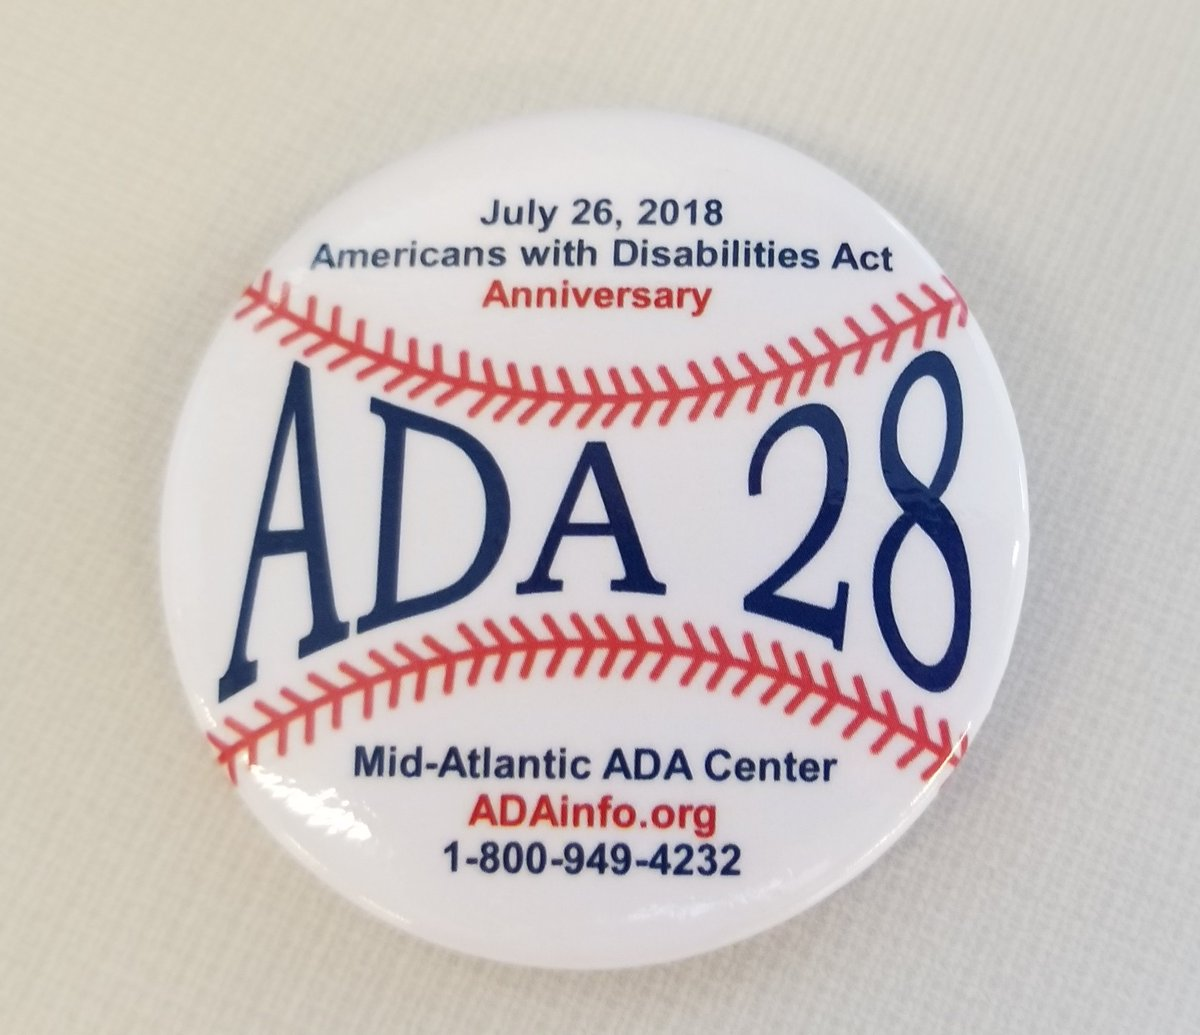 July 26, 2018
Americans with Disabilities Act
Anniversary
ADA 28
Mid-Atlantic ADA Center
ADAinfo.org
1-800-949-4232